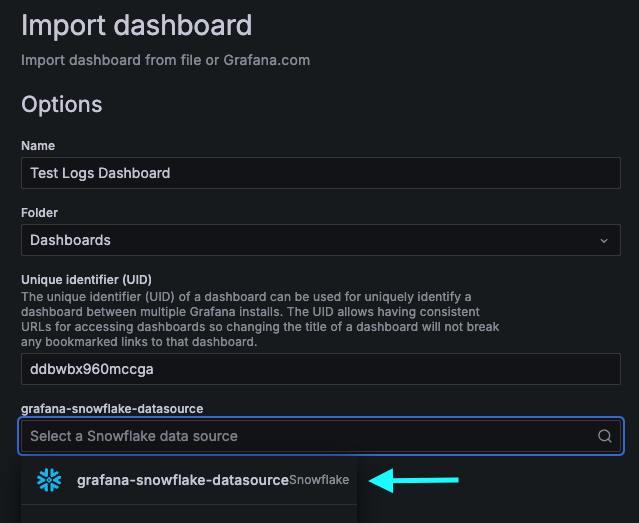 Import dashboard
Import dashboard from file or Grafana.com
Options
Name
Test Logs Dashboard
Folder
Dashboards
Unique identifier (UID)
The unique identifier (UID) of a dashboard can be used for uniquely identify a
dashboard between multiple Grafana installs. The UID allows having consistent
URLs for accessing dashboards so changing the title of a dashboard will not break
any bookmarked links to that dashboard.
ddbwbx960mccga
grafana-snowflake-datasource
Select a Snowflake data source
grafana-snowflake-datasource Snowflake